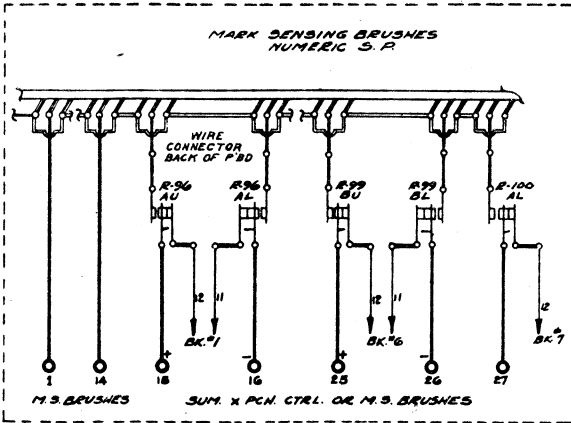 MARK SENSING BRUSHES
NUMERIC S.P.
WIRE
CONNECTOR
BACK OF P'BD
R-96 R-96 R-99 R-99 R-100
AU AL BU BL AL
12 11 12 11 12
BK.#1 BK.#6 BK.#7
+ - + -
1 14 15 16 25 26 27
M.S. BRUSHES SUM. X PCH. CTRL. OR M.S. BRUSHES